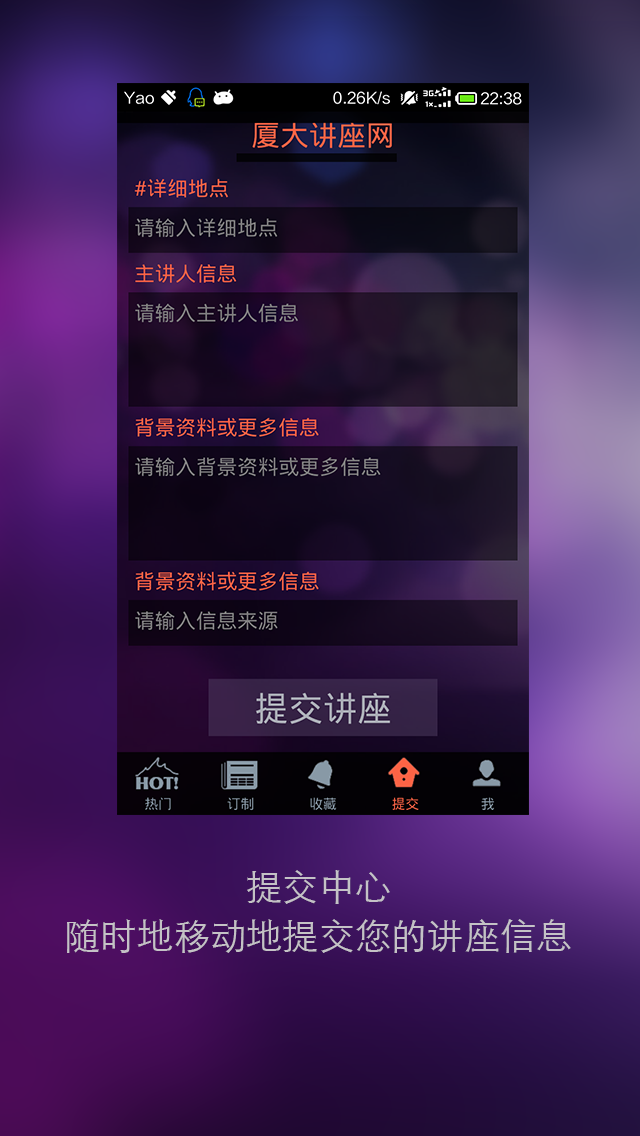 Yao 0.26K/s 3G 1x 22:38
厦大讲座网
#详细地点
请输入详细地点
主讲人信息
请输入主讲人信息
背景资料或更多信息
请输入背景资料或更多信息
背景资料或更多信息
请输入信息来源
提交讲座
HOT!
热门 订制 收藏 提交 我
提交中心
随时地移动地提交您的讲座信息